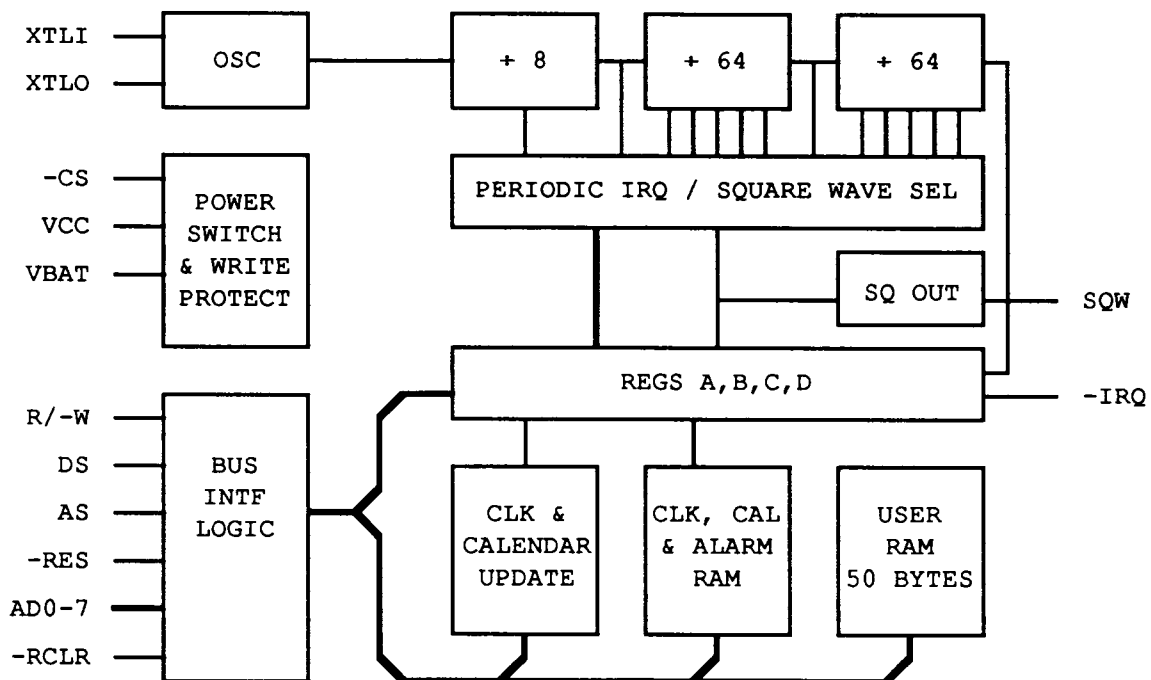 XTLI
XTLO
OSC
+ 8
+ 64
+ 64
-CS
VCC
VBAT
POWER
SWITCH
& WRITE
PROTECT
PERIODIC IRQ / SQUARE WAVE SEL
SQ OUT
SQW
REGS A,B,C,D
-IRQ
R/-W
DS
AS
-RES
AD0-7
-RCLR
BUS
INTF
LOGIC
CLK &
CALENDAR
UPDATE
CLK, CAL
& ALARM
RAM
USER
RAM
50 BYTES